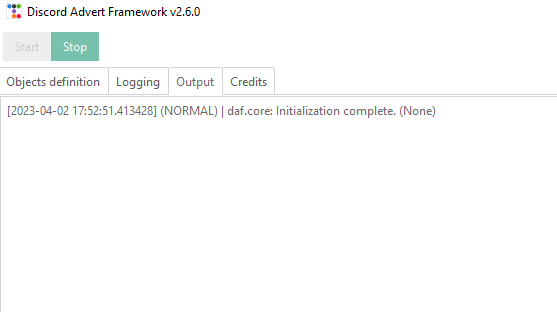 Discord Advert Framework v2.6.0
Start Stop
Objects definition Logging Output Credits
[2023-04-02 17:52:51.413428] (NORMAL) | daf.core: Initialization complete. (None)